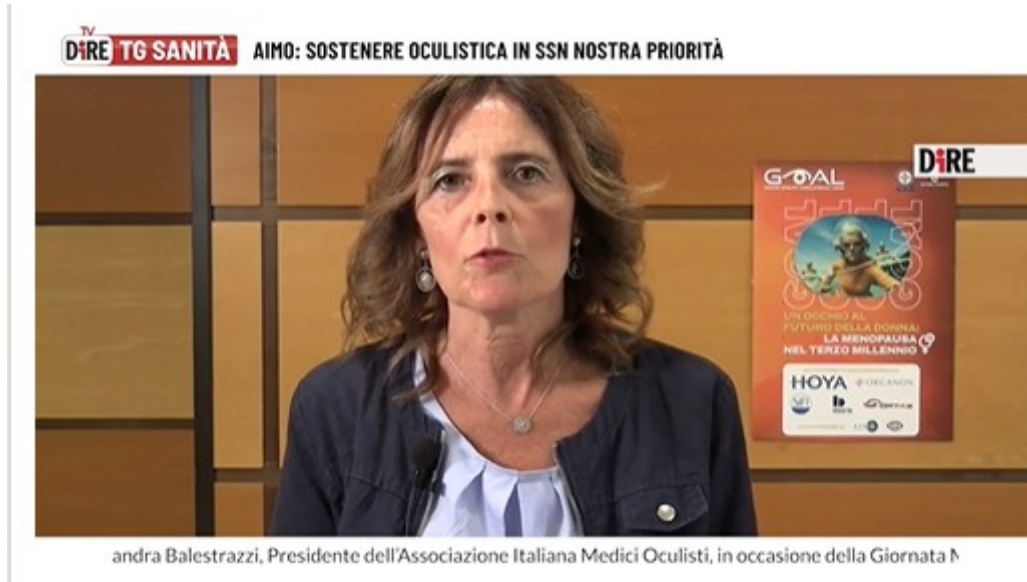 TV
DiRE TG SANITÀ AIMO: SOSTENERE OCULISTICA IN SSN NOSTRA PRIORITÀ
DiRE
GOAL
UN OCCHIO AL
FUTURO DELLA DONNA:
LA MENOPAUSA
NEL TERZO MILLENNIO
HOYA
ORGANON
andra Balestrazzi, Presidente dell'Associazione Italiana Medici Oculisti, in occasione della Giornata M